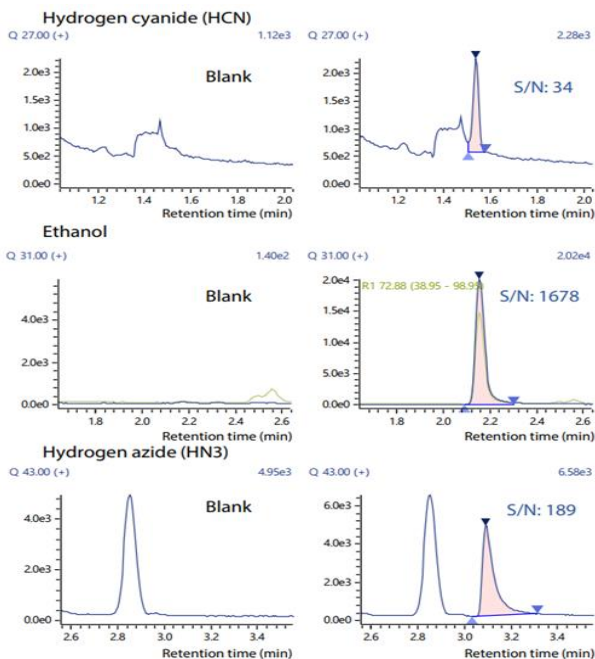 Hydrogen cyanide (HCN)
Q 27.00 (+) 1.12e3 Q 27.00 (+) 2.28e3
Blank
S/N: 34
2.0e3 2.0e3
1.5e3 1.5e3
1.0e3 1.0e3
5.0e2 5.0e2
0.0e0 0.0e0
1.2 1.4 1.6 1.8 2.0 1.2 1.4 1.6 1.8 2.0
Retention time (min) Retention time (min)
Ethanol
Q 31.00 (+) 1.40e2 Q 31.00 (+) 2.02e4
Blank
R1 72.88 (38.95 - 98.95)
S/N: 1678
2.0e4
4.0e3 1.5e4
1.0e4
2.0e3 5.0e3
0.0e0 0.0e0
1.8 2.0 2.2 2.4 2.6 1.8 2.0 2.2 2.4 2.6
Retention time (min) Retention time (min)
Hydrogen azide (HN3)
Q 43.00 (+) 4.95e3 Q 43.00 (+) 6.58e3
Blank
S/N: 189
6.0e3
4.0e3 4.0e3
2.0e3 2.0e3
0.0e0 0.0e0
2.6 2.8 3.0 3.2 3.4 2.6 2.8 3.0 3.2 3.4
Retention time (min) Retention time (min)